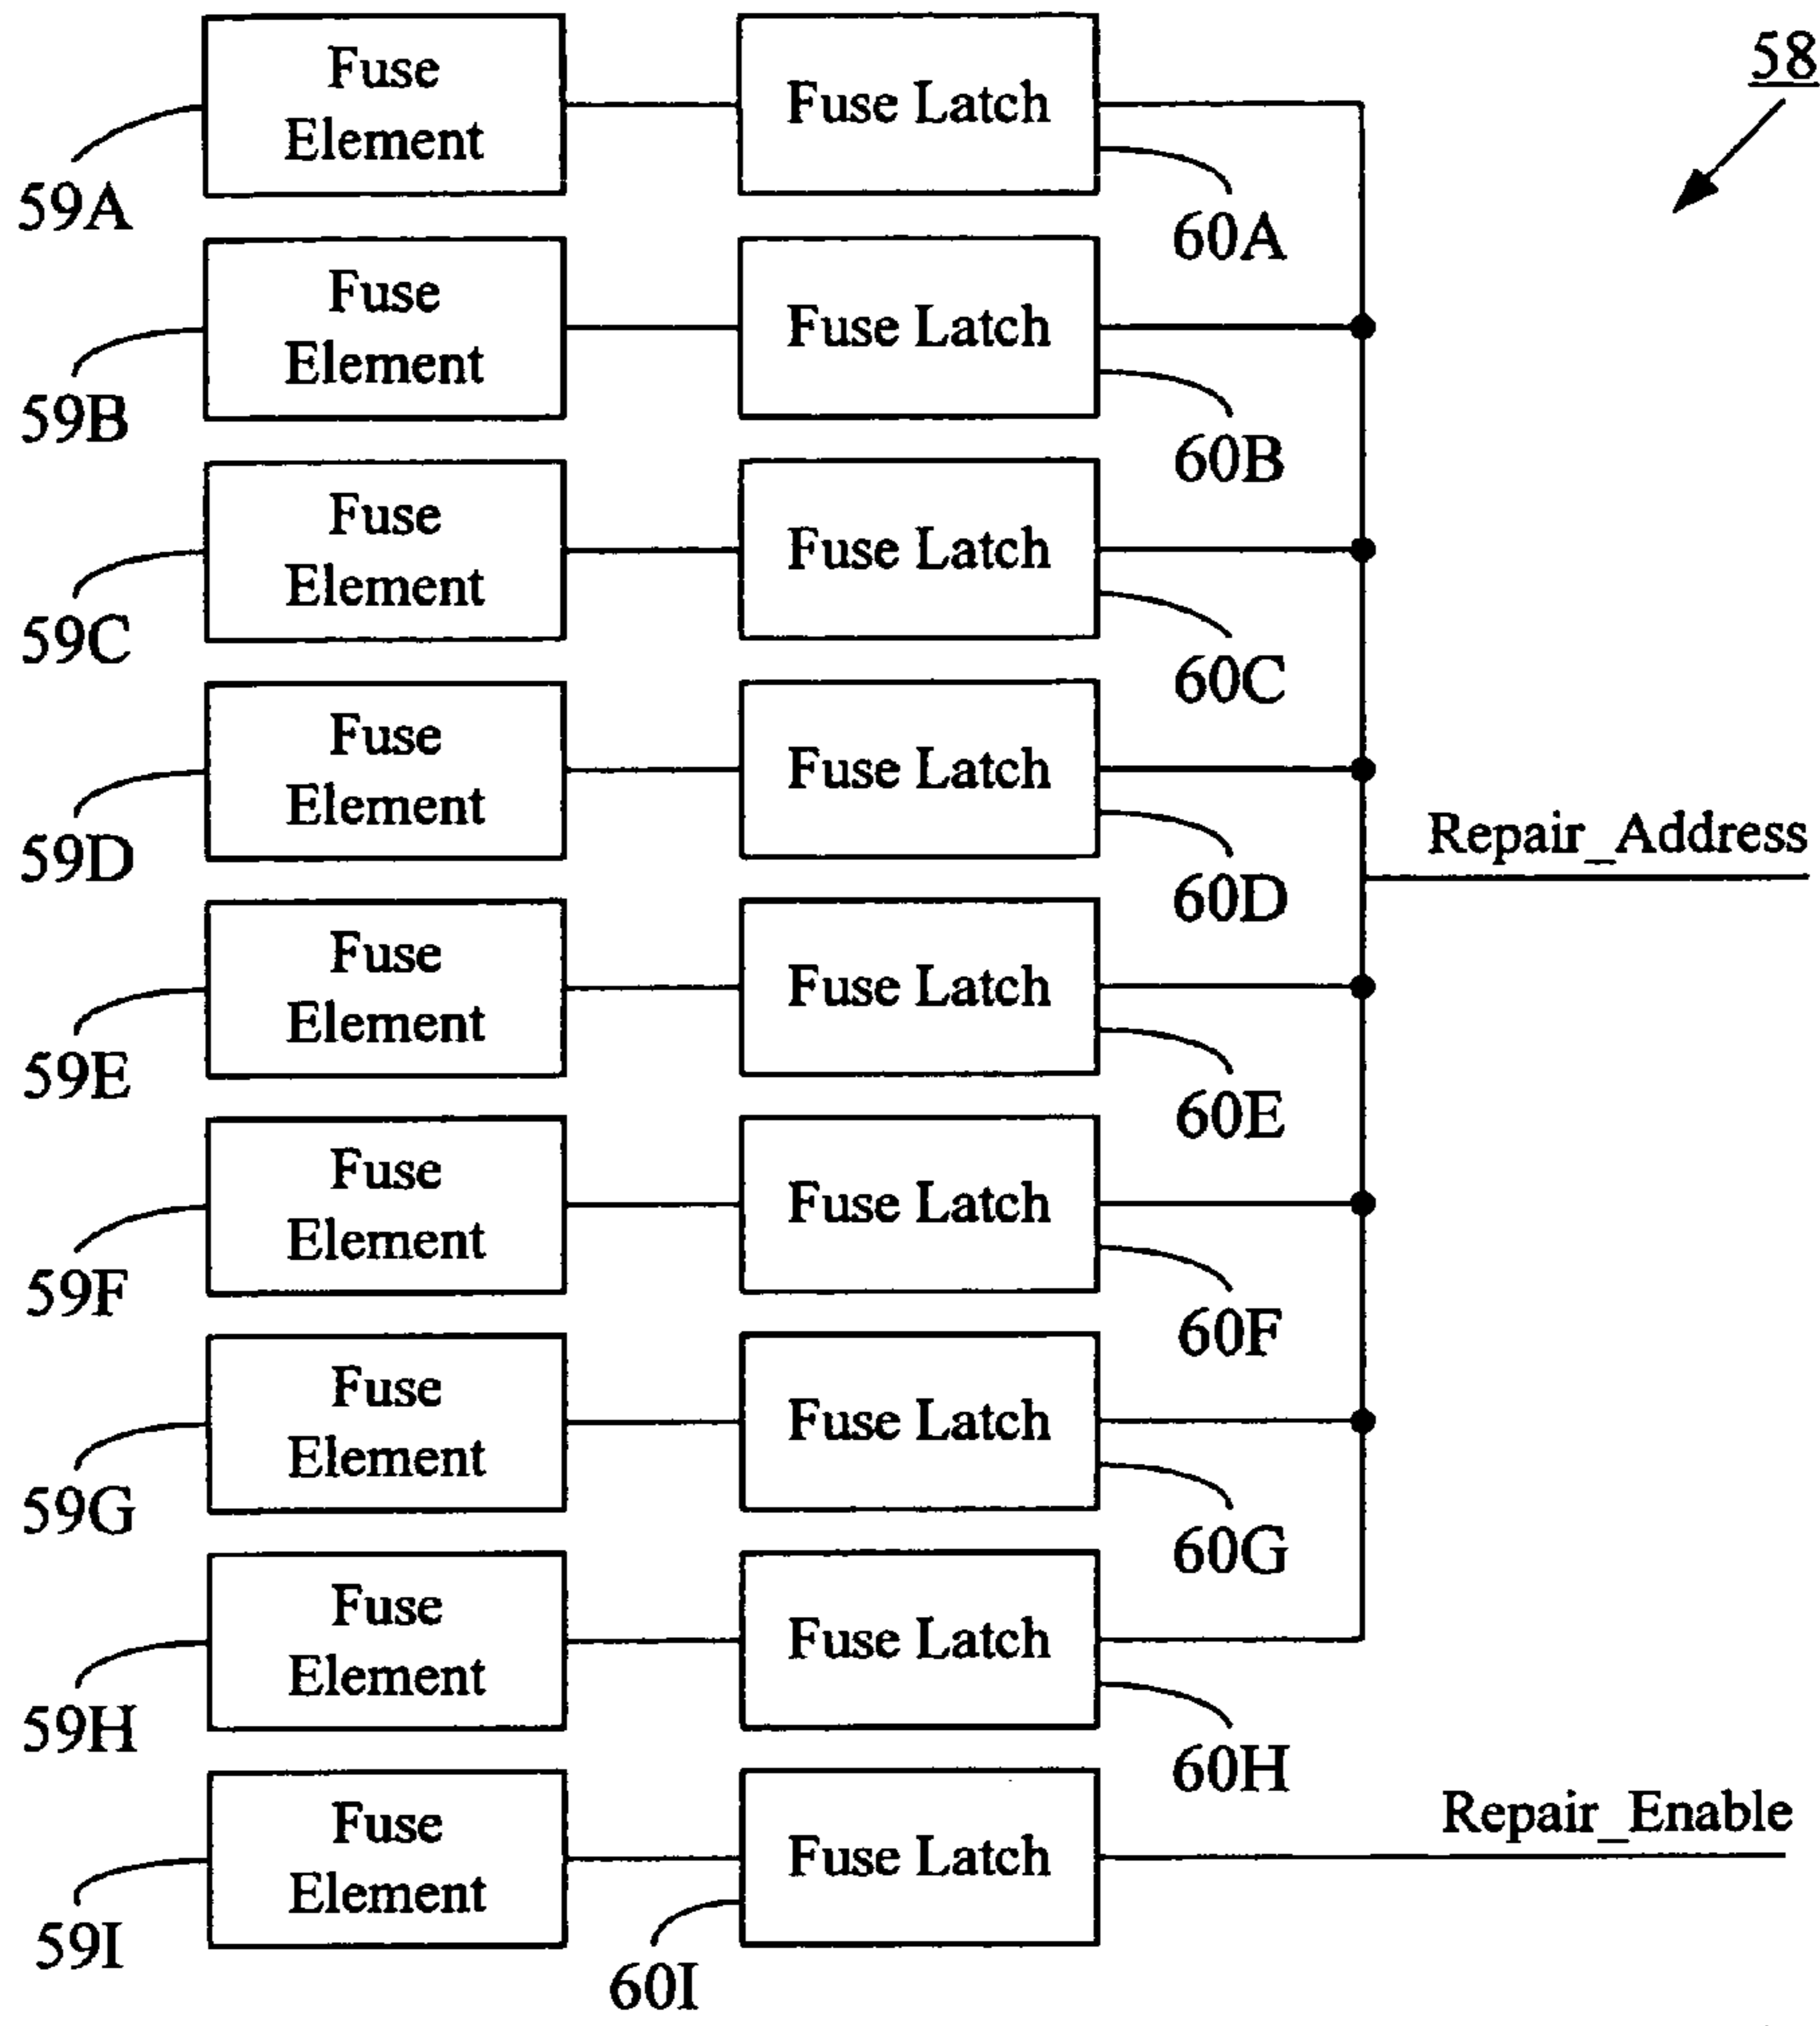 58
Fuse
Element
Fuse Latch
59A
60A
Fuse
Element
Fuse Latch
59B
60B
Fuse
Element
Fuse Latch
59C
60C
Fuse
Element
Fuse Latch
59D
60D
Repair_Address
Fuse
Element
Fuse Latch
59E
60E
Fuse
Element
Fuse Latch
59F
60F
Fuse
Element
Fuse Latch
59G
60G
Fuse
Element
Fuse Latch
59H
60H
Fuse
Element
Fuse Latch
Repair_Enable
59I
60I